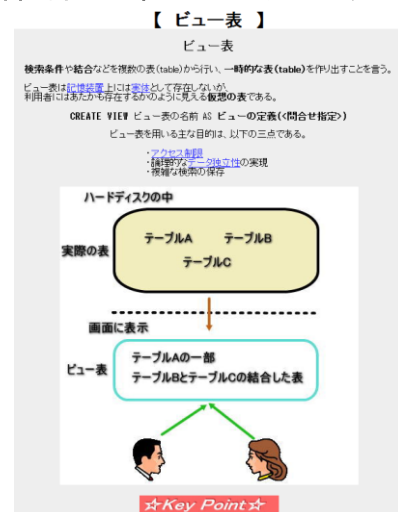 【 ビュー表 】
ビュー表
検索条件や結合などを複数の表(table)から行い、一時的な表(table)を作り出すことを言う。
ビュー表は記憶装置上には実体として存在しないが、
利用者にはあたかも存在するかのように見える仮想の表である。
CREATE VIEW ビュー表の名前 AS ビューの定義(<問合せ指定>)
ビュー表を用いる主な目的は、以下の三点である。
・アクセス制限
・論理的なデータ独立性の実現
・複雑な検索の保存
ハードディスクの中
実際の表
テーブルA テーブルB
テーブルC
画面に表示
ビュー表
テーブルAの一部
テーブルBとテーブルCの結合した表
☆Key Point☆